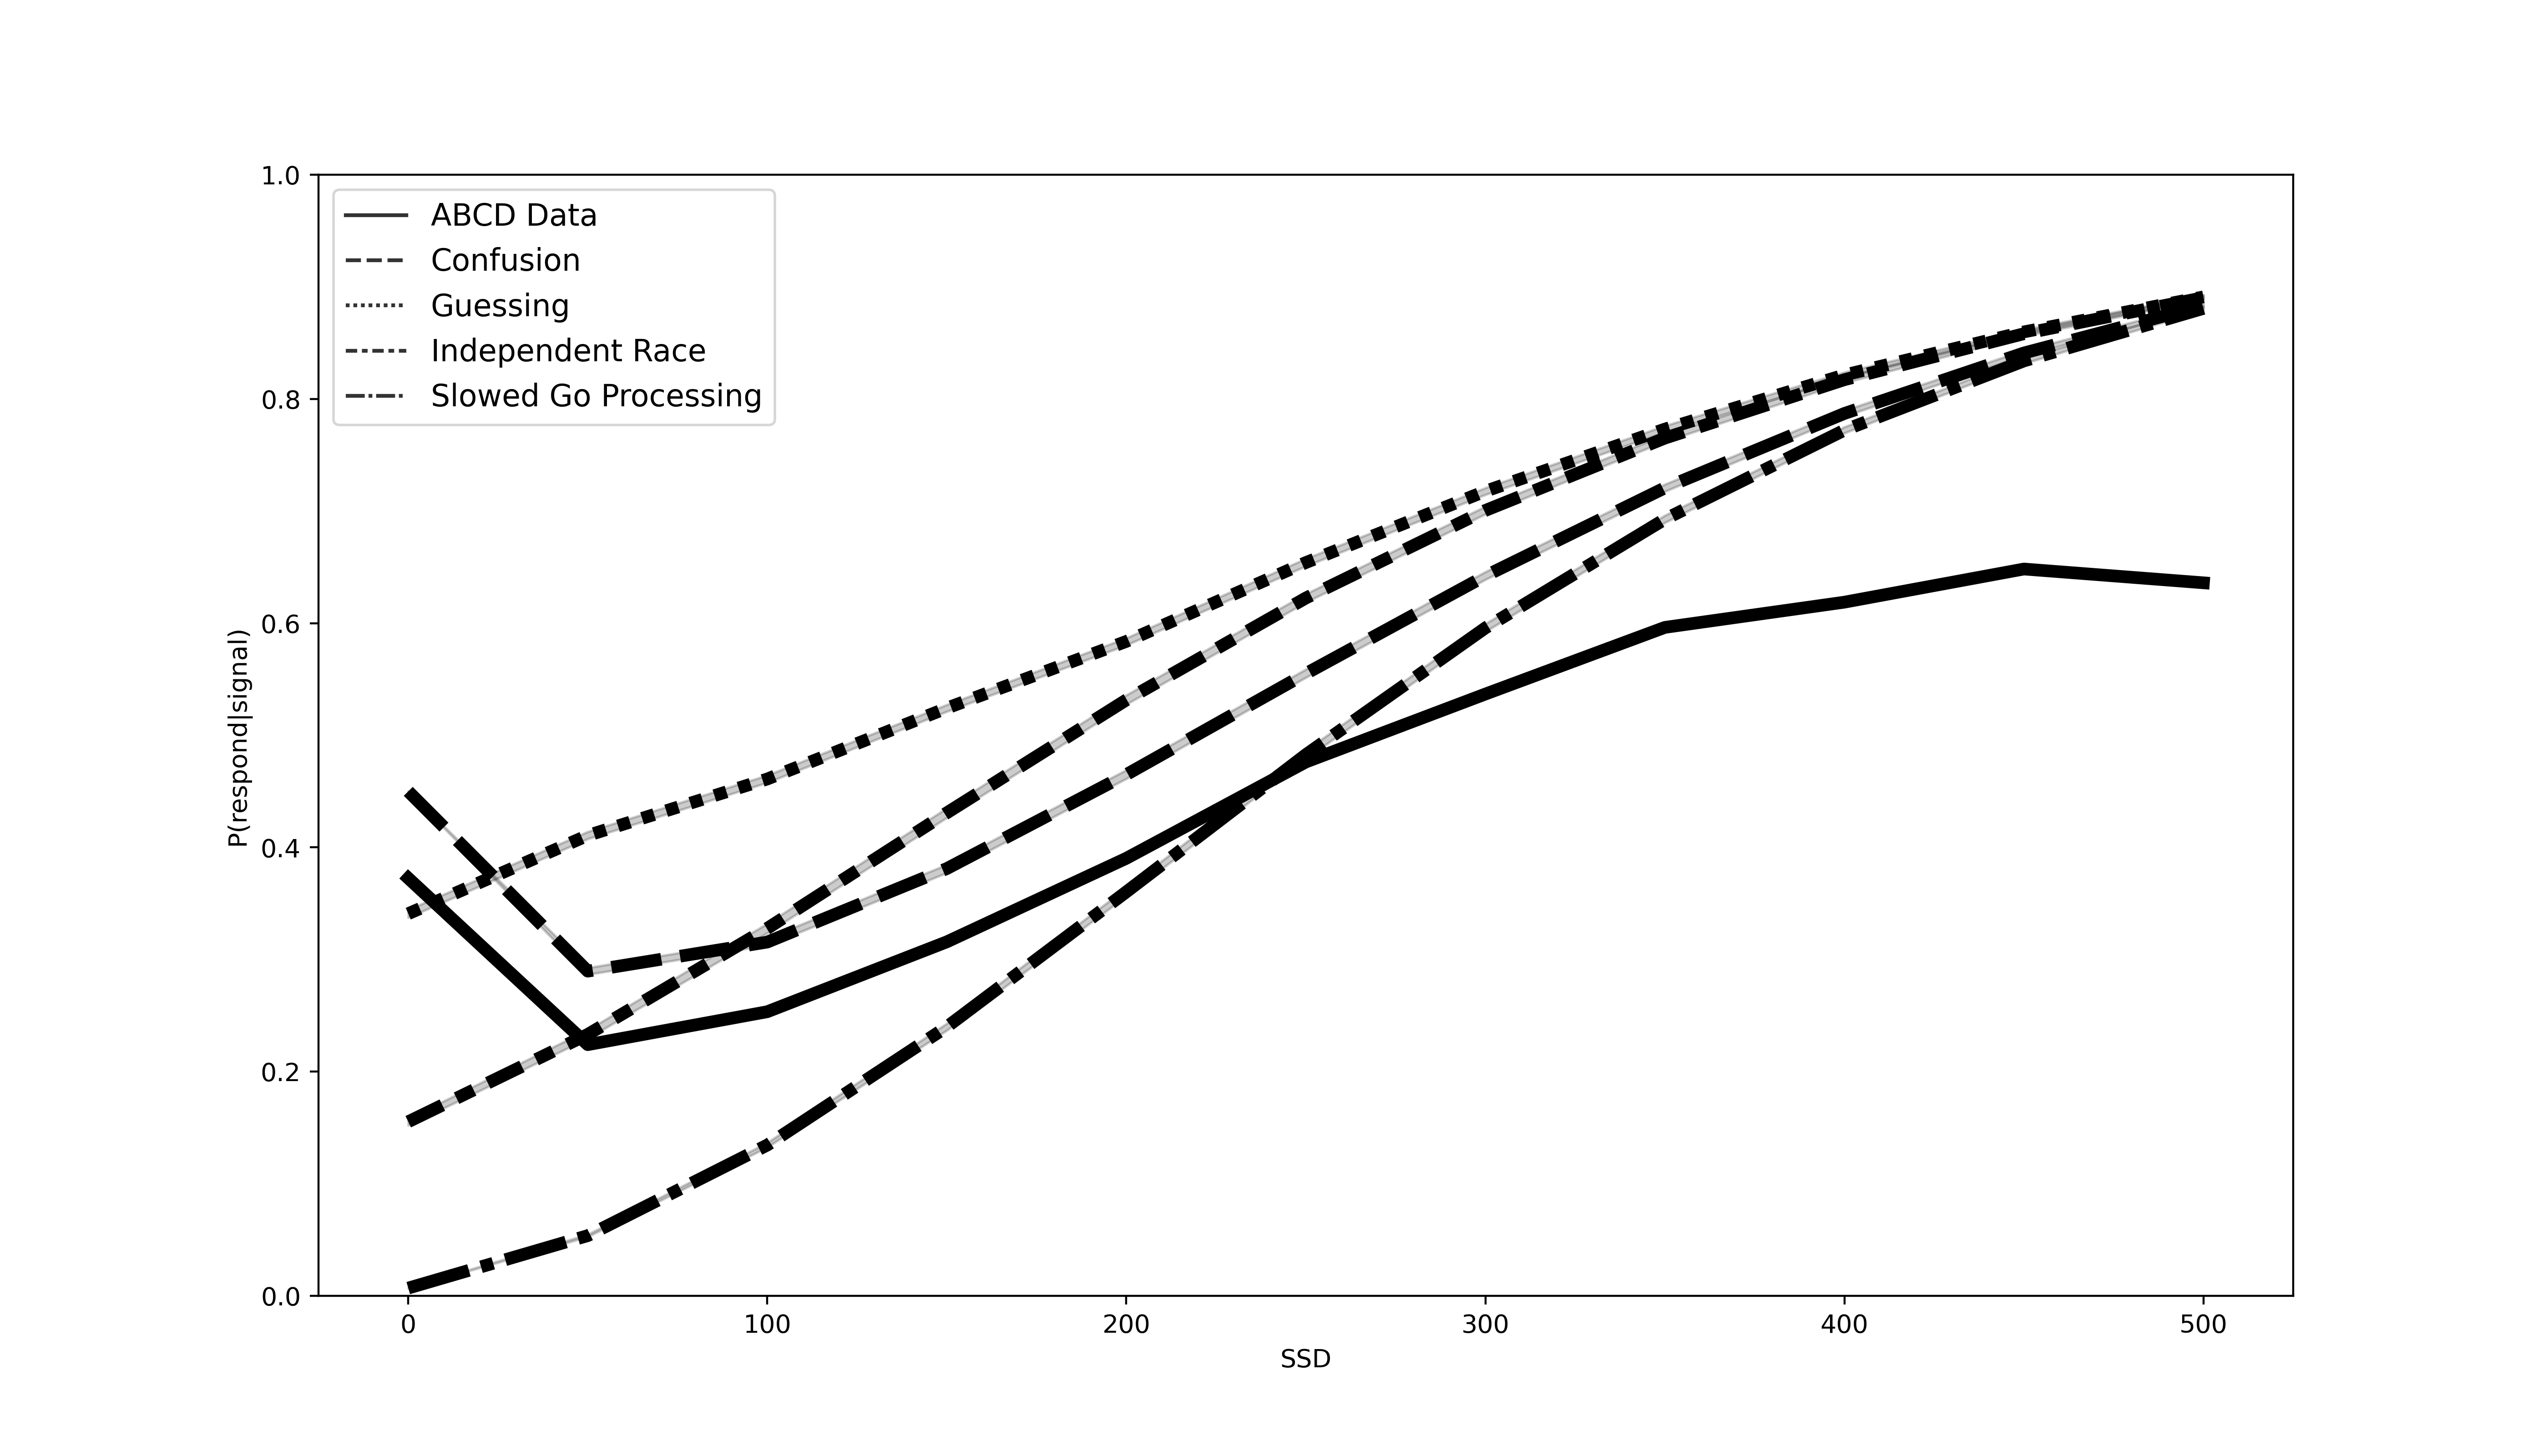 1.0
ABCD Data
Confusion
Guessing
Independent Race
Slowed Go Processing
0.8
0.6
P(respond|signal)
0.4
0.2
0.0
0 100 200 300 400 500
SSD